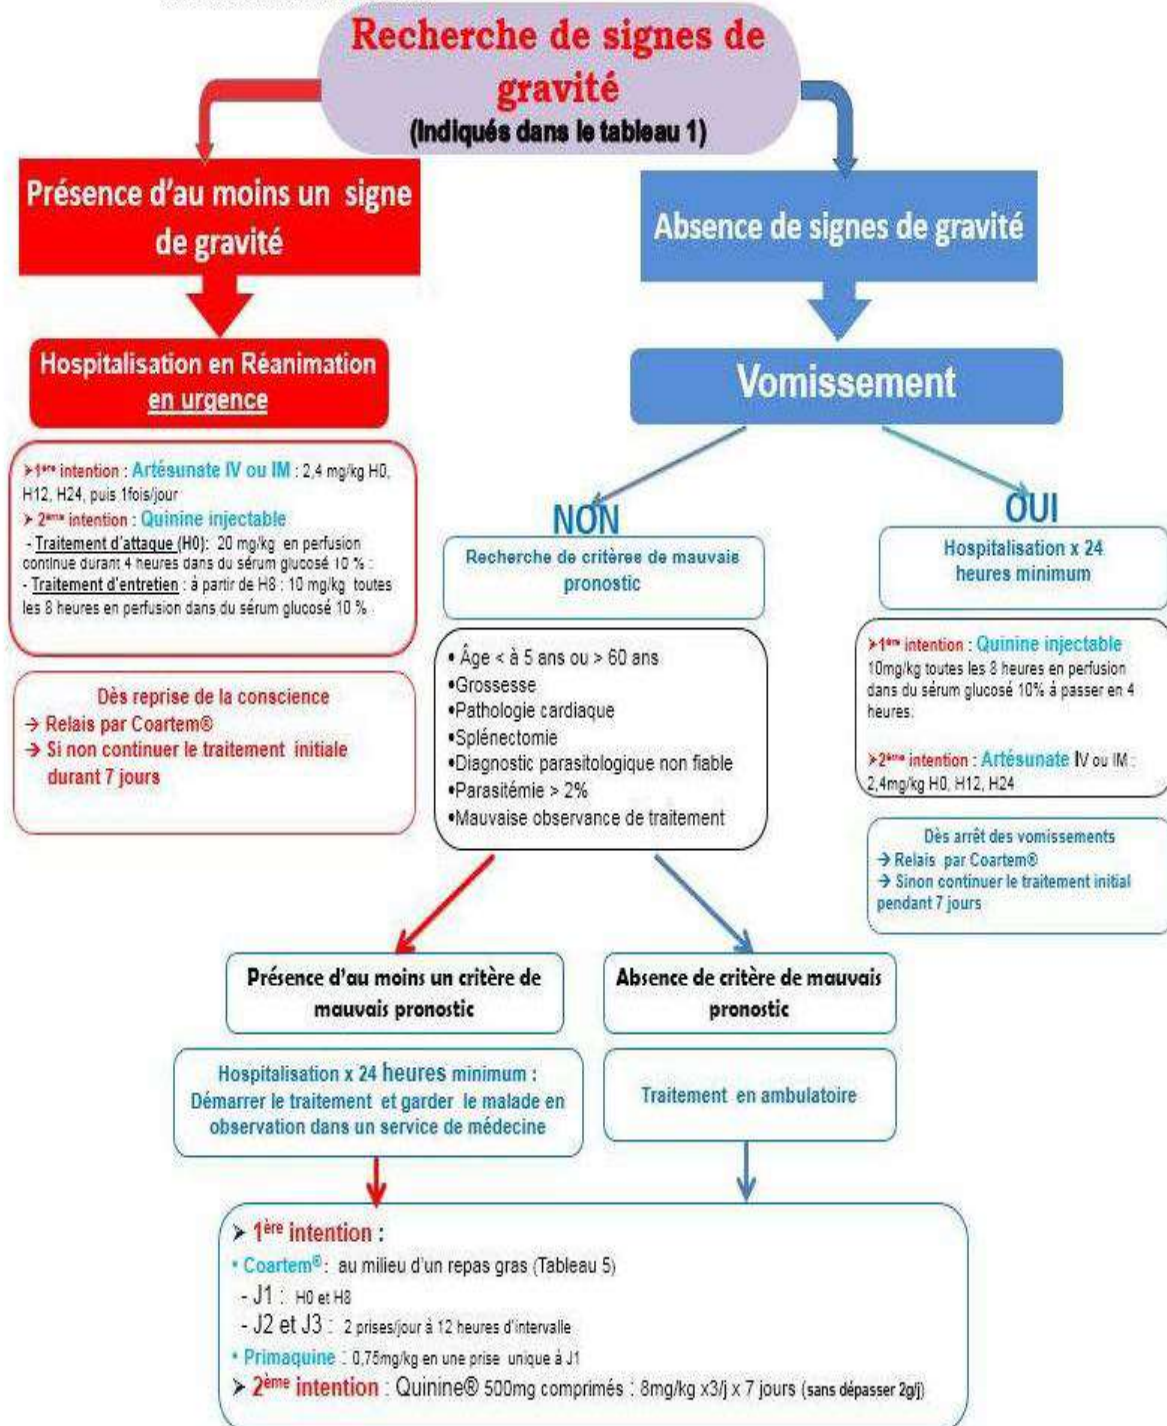 Recherche de signes de
gravité
(Indiqués dans le tableau 1)
Présence d'au moins un signe
de gravité
Hospitalisation en Réanimation
en urgence
➢1ère intention : Artésunate IV ou IM : 2,4 mg/kg H0,
H12, H24, puis 1fois/jour
➢ 2ème intention : Quinine injectable
- Traitement d'attaque (H0): 20 mg/kg en perfusion
continue durant 4 heures dans du sérum glucosé 10 % :
- Traitement d'entretien : à partir de H8 : 10 mg/kg toutes
les 8 heures en perfusion dans du sérum glucosé 10 %
Dès reprise de la conscience
→ Relais par Coartem®
→ Si non continuer le traitement initiale
durant 7 jours
Absence de signes de gravité
Vomissement
NON
Recherche de critères de mauvais
pronostic
• Âge < à 5 ans ou > 60 ans
•Grossesse
•Pathologie cardiaque
•Splénectomie
•Diagnostic parasitologique non fiable
•Parasitémie > 2%
•Mauvaise observance de traitement
OUI
Hospitalisation x 24
heures minimum
➢1ère intention : Quinine injectable
10mg/kg toutes les 8 heures en perfusion
dans du sérum glucosé 10% à passer en 4
heures.
➢2ème intention : Artésunate IV ou IM :
2,4mg/kg H0, H12, H24
Dès arrêt des vomissements
→ Relais par Coartem®
→ Sinon continuer le traitement initial
pendant 7 jours
Présence d'au moins un critère de
mauvais pronostic
Hospitalisation x 24 heures minimum :
Démarrer le traitement et garder le malade en
observation dans un service de médecine
Absence de critère de mauvais
pronostic
Traitement en ambulatoire
➢ 1ère intention :
• Coartem® : au milieu d'un repas gras (Tableau 5)
- J1 : H0 et H8
- J2 et J3 : 2 prises/jour à 12 heures d'intervalle
• Primaquine : 0,75mg/kg en une prise unique à J1
➢ 2ème intention : Quinine® 500mg comprimés : 8mg/kg x3/j x 7 jours (sans dépasser 2g/j)